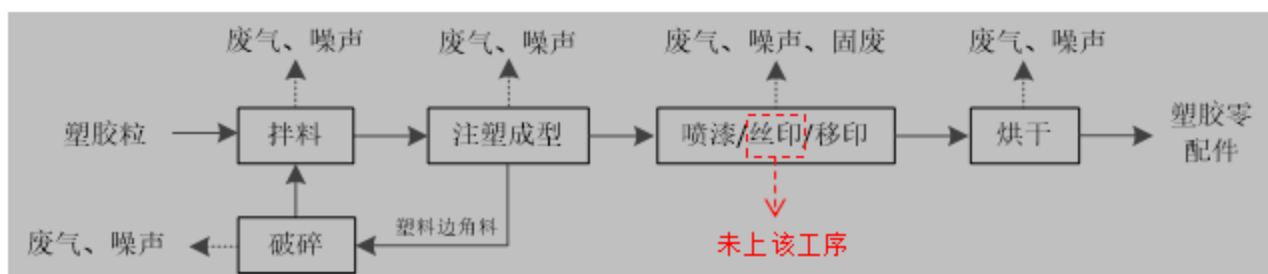 废气、噪声
废气、噪声
废气、噪声、固废
废气、噪声
塑胶粒
拌料
注塑成型
喷漆/丝印/移印
烘干
塑胶零
配件
废气、噪声
破碎
塑料边角料
未上该工序